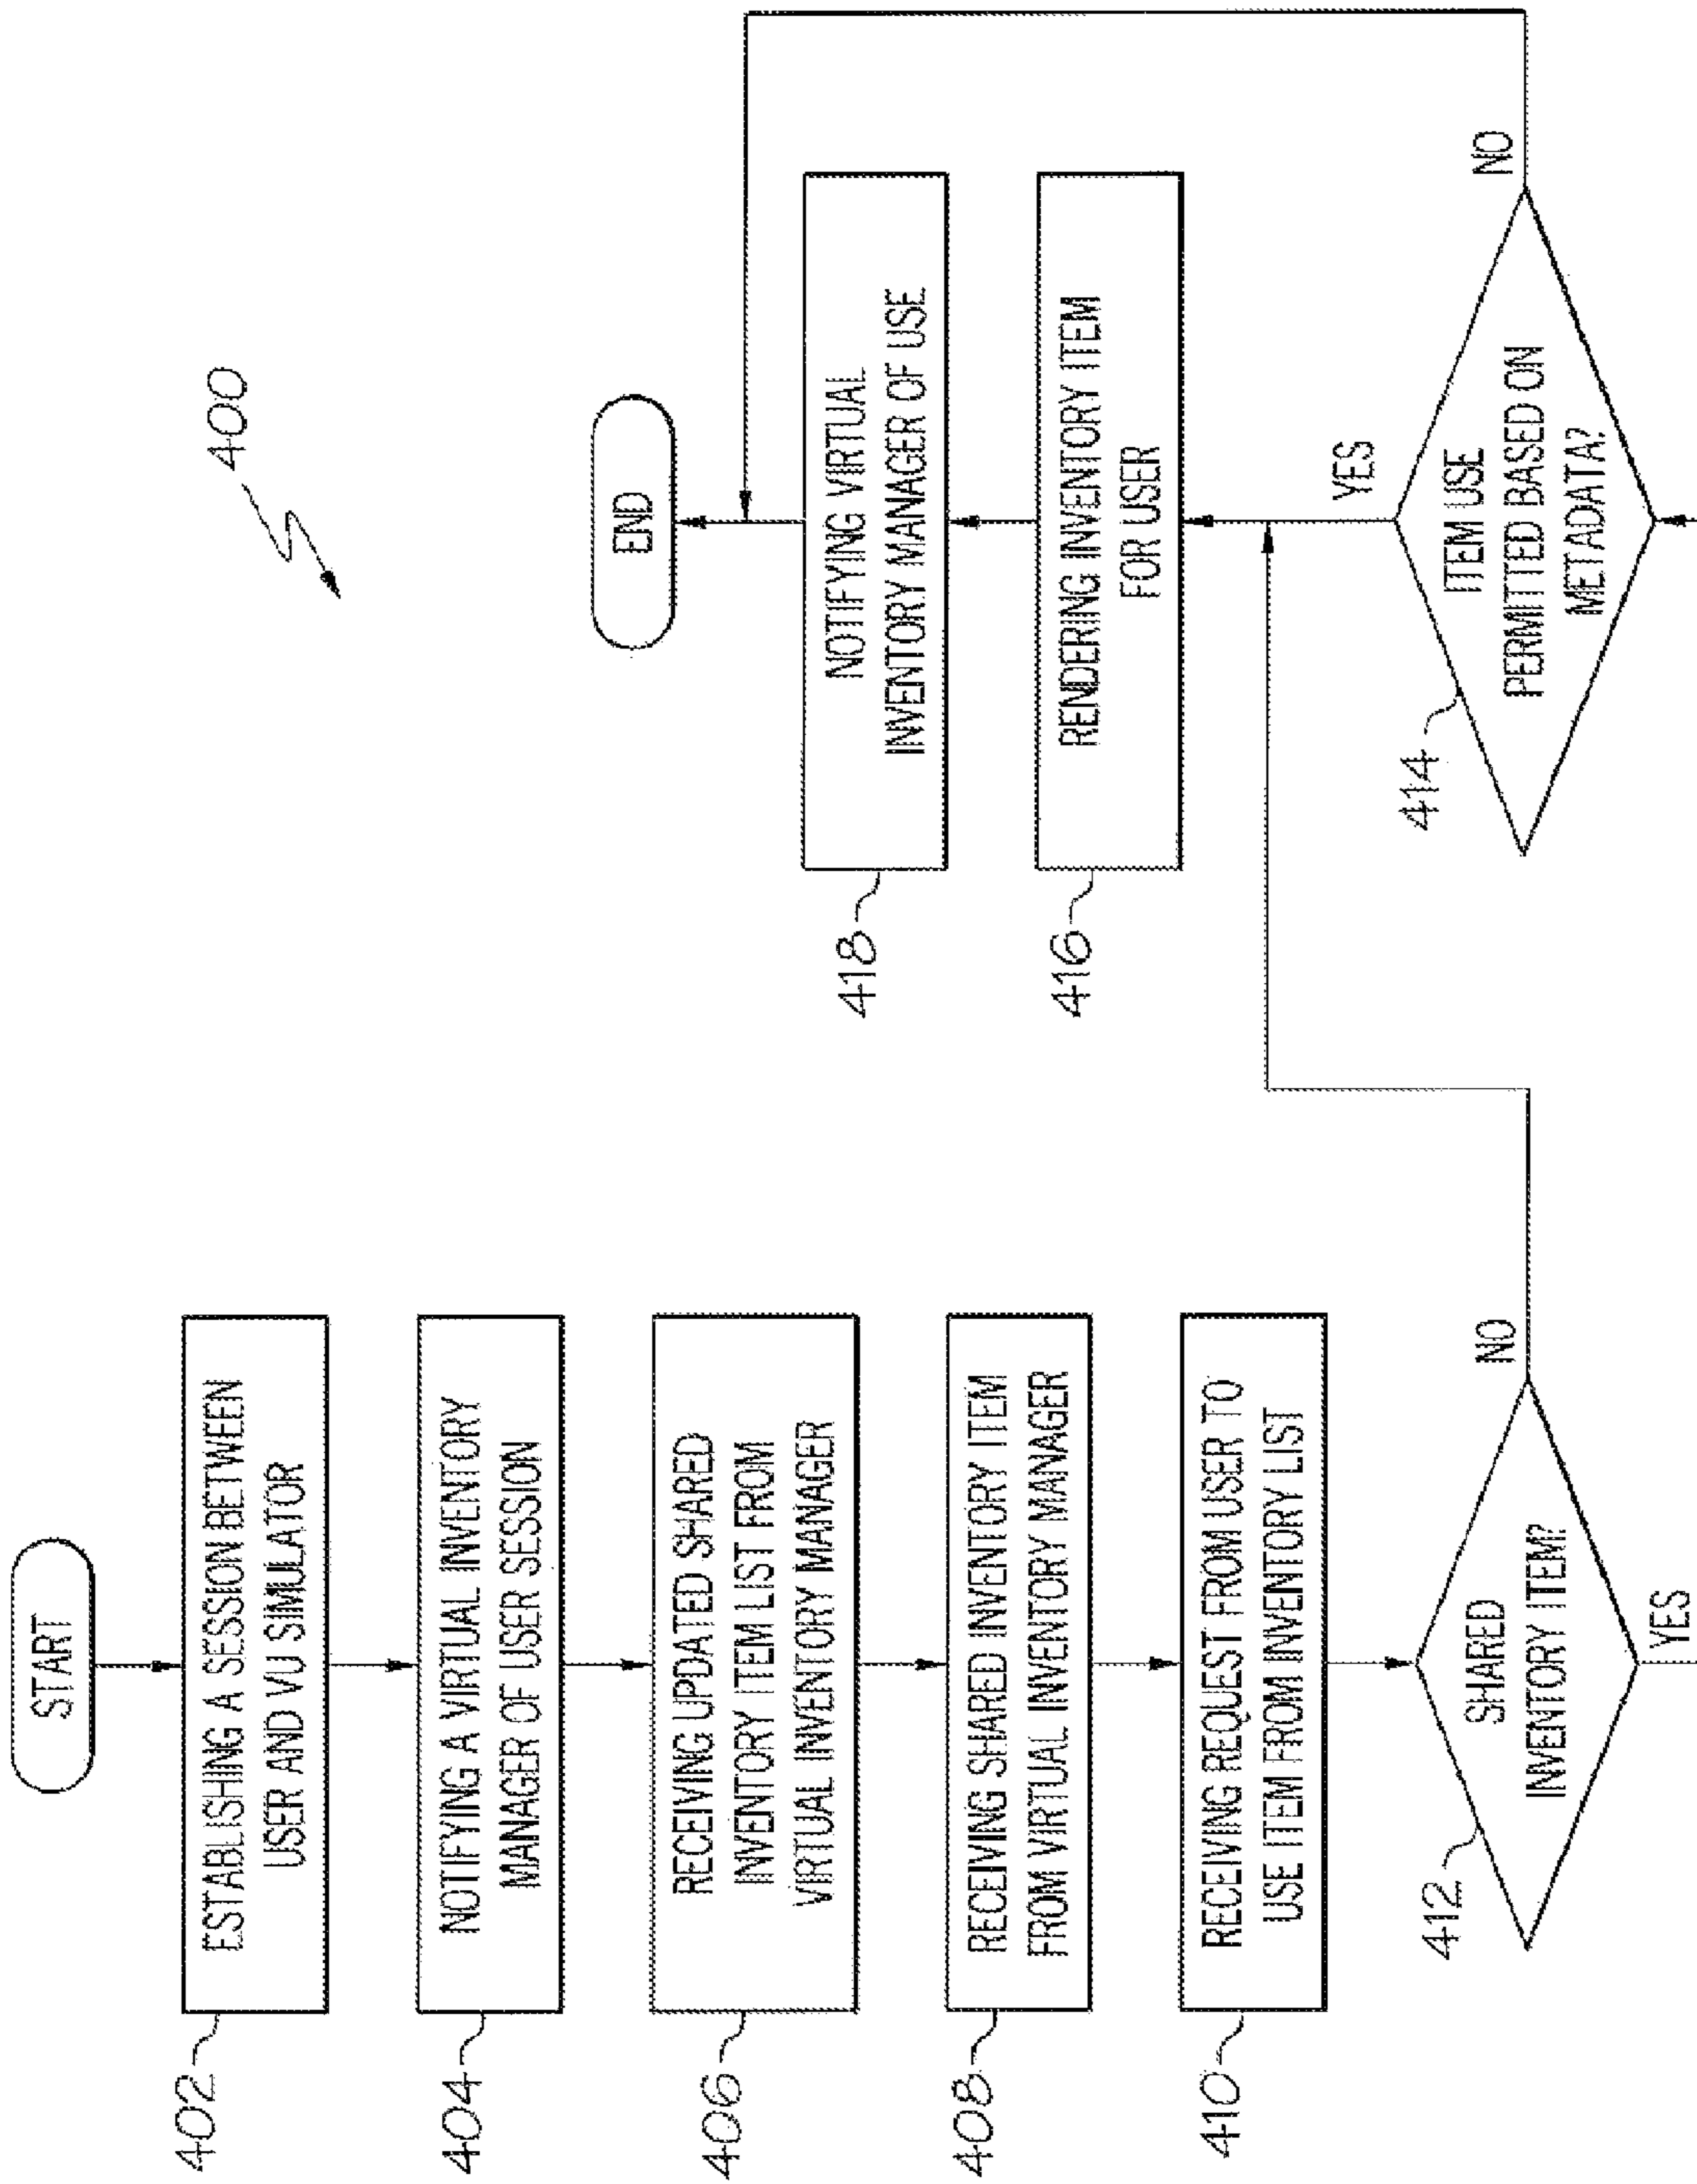 400
START
402
ESTABLISHING A SESSION BETWEEN
USER AND VU SIMULATOR
404
NOTIFYING A VIRTUAL INVENTORY
MANAGER OF USER SESSION
406
RECEIVING UPDATED SHARED
INVENTORY ITEM LIST FROM
VIRTUAL INVENTORY MANAGER
408
RECEIVING SHARED INVENTORY ITEM
FROM VIRTUAL INVENTORY MANAGER
410
RECEIVING REQUEST FROM USER TO
USE ITEM FROM INVENTORY LIST
412
SHARED
INVENTORY ITEM?
NO
YES
END
418
NOTIFYING VIRTUAL
INVENTORY MANAGER OF USE
416
RENDERING INVENTORY ITEM
FOR USER
YES
414
ITEM USE
PERMITTED BASED ON
METADATA?
NO